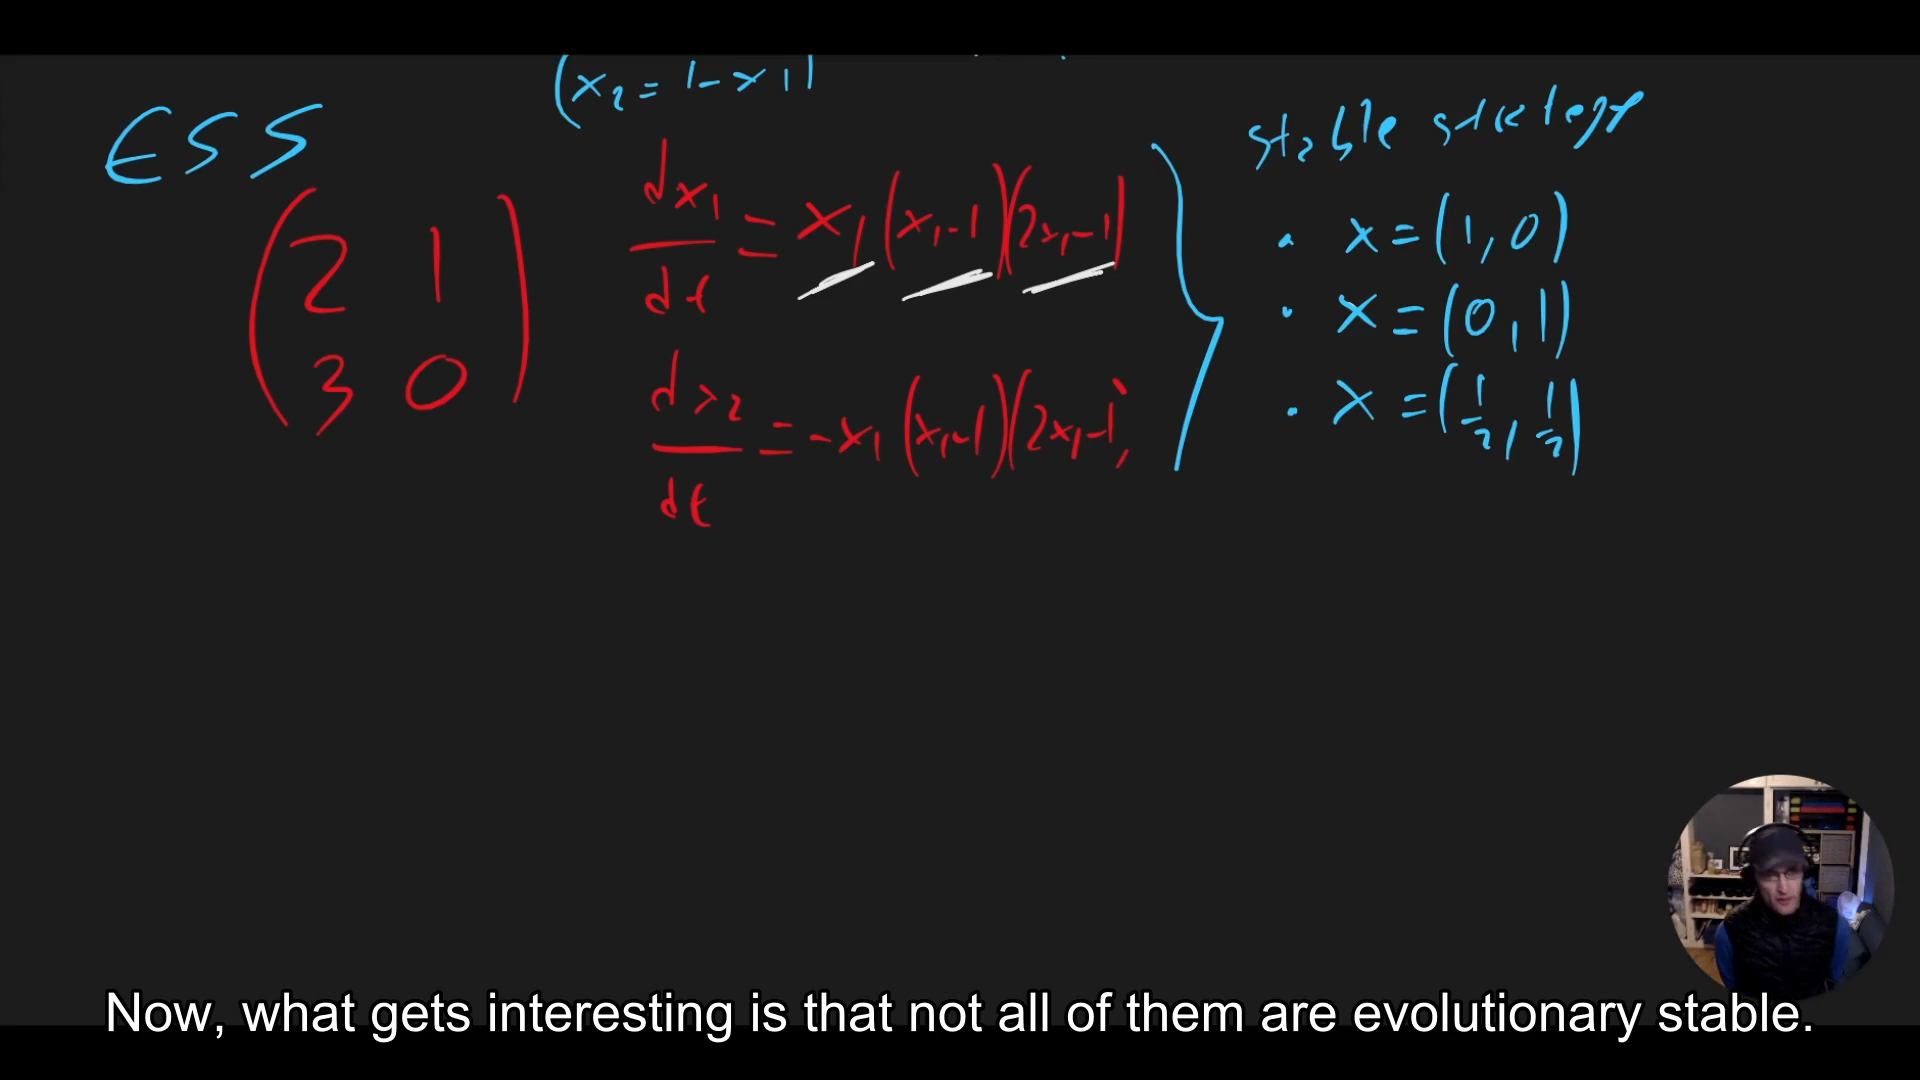 (x₂ = 1 - x₁)
ESS
stable strategy
(2 1
3 0)
dx₁/dt = x₁(x₁-1)(2x₁-1)
dx₂/dt = -x₁(x₁-1)(2x₁-1)
• x = (1, 0)
• x = (0, 1)
• x = (1/2, 1/2)
Now, what gets interesting is that not all of them are evolutionary stable.